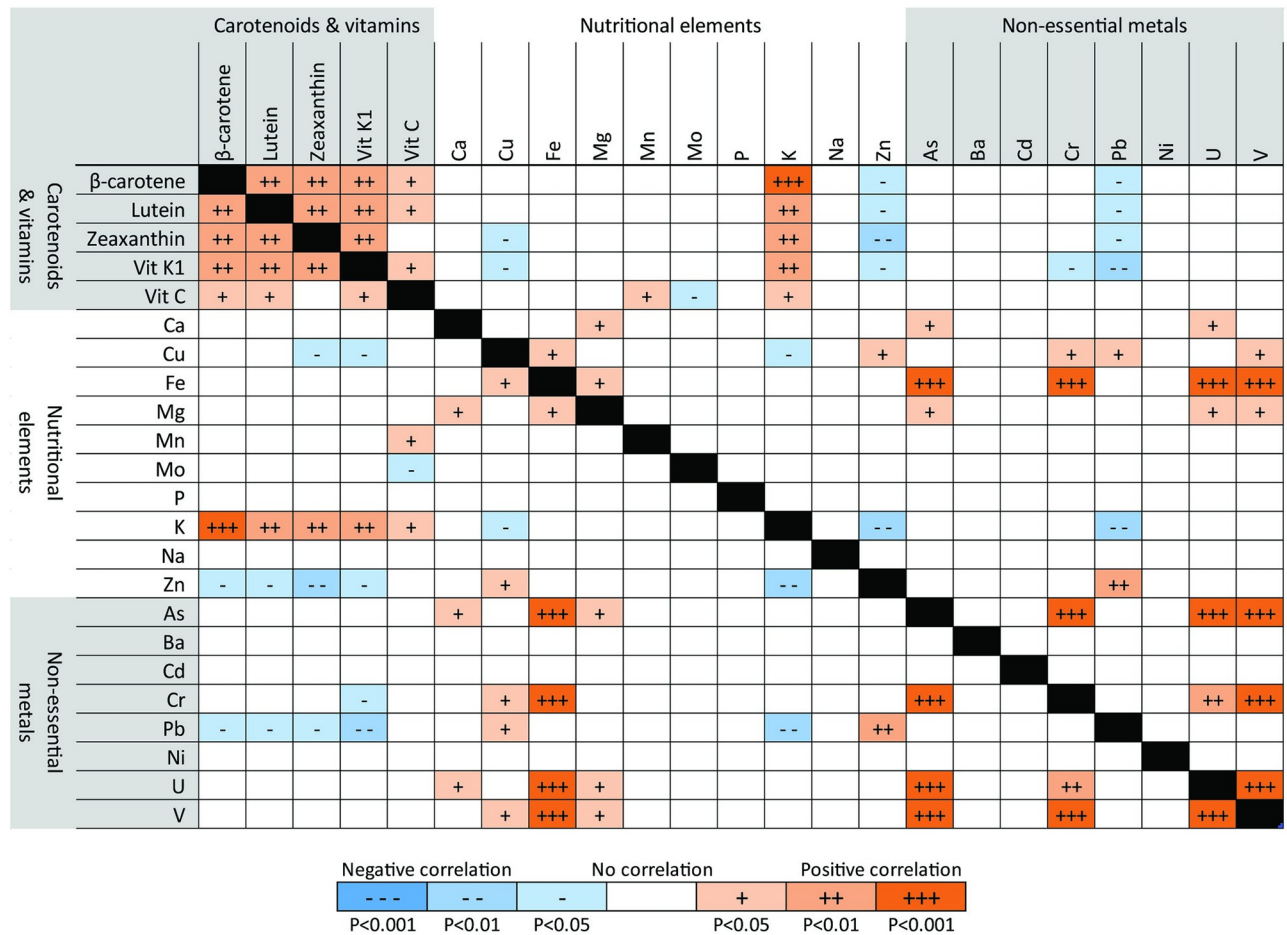 Carotenoids & vitamins Nutritional elements Non-essential metals
β-carotene Lutein Zeaxanthin Vit K1 Vit C Ca Cu Fe Mg Mn Mo P K Na Zn As Ba Cd Cr Pb Ni U V
Carotenoids
& vitamins
β-carotene ++ ++ ++ + +++ - -
Lutein ++ ++ ++ + ++ - -
Zeaxanthin ++ ++ ++ - ++ - - -
Vit K1 ++ ++ ++ + - ++ - - - -
Vit C + + + + - +
Nutritional
elements
Ca + + +
Cu - - + - + + + +
Fe + + +++ +++ +++ +++
Mg + + + + +
Mn +
Mo -
P
K +++ ++ ++ ++ + - - - - -
Na
Zn - - - - - + - - ++
Non-essential
metals
As + +++ + +++ +++ +++
Ba
Cd
Cr - + +++ +++ ++ +++
Pb - - - - - + - - ++
Ni
U + +++ + +++ ++ +++
V + +++ + +++ +++ +++
Negative correlation No correlation Positive correlation
- - - - - - + ++ +++
P<0.001 P<0.01 P<0.05 P<0.05 P<0.01 P<0.001